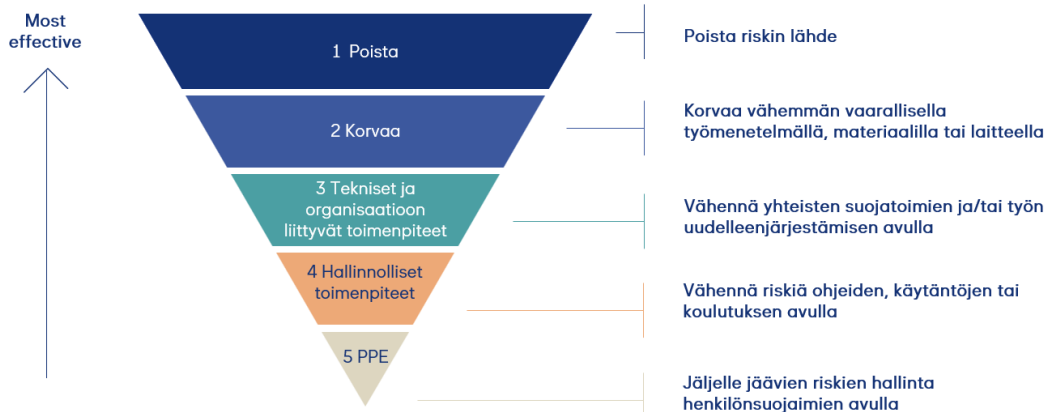 Most
effective
1 Poista
Poista riskin lähde
2 Korvaa
Korvaa vähemmän vaarallisella
työmenetelmällä, materiaalilla tai laitteella
3 Tekniset ja
organisaatioon
liittyvät toimenpiteet
Vähennä yhteisten suojatoimien ja/tai työn
uudelleenjärjestämisen avulla
4 Hallinnolliset
toimenpiteet
Vähennä riskiä ohjeiden, käytäntöjen tai
koulutuksen avulla
5 PPE
Jäljelle jäävien riskien hallinta
henkilönsuojaimien avulla